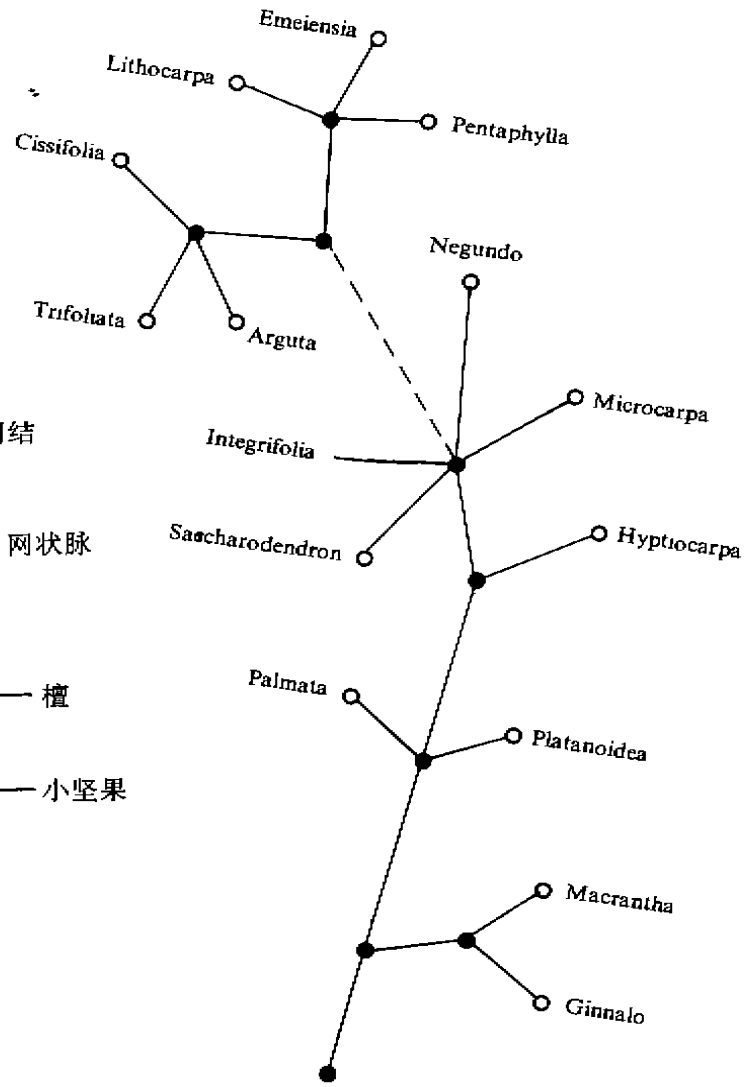 Emeiensia
Lithocarpa
Pentaphylla
Cissifolia
Negundo
Trifoliata
Arguta
Microcarpa
结
Integrifolia
网状脉
Saccharodendron
Hyptiocarpa
Palmata
檀
Platanoidea
小坚果
Macrantha
Ginnalo